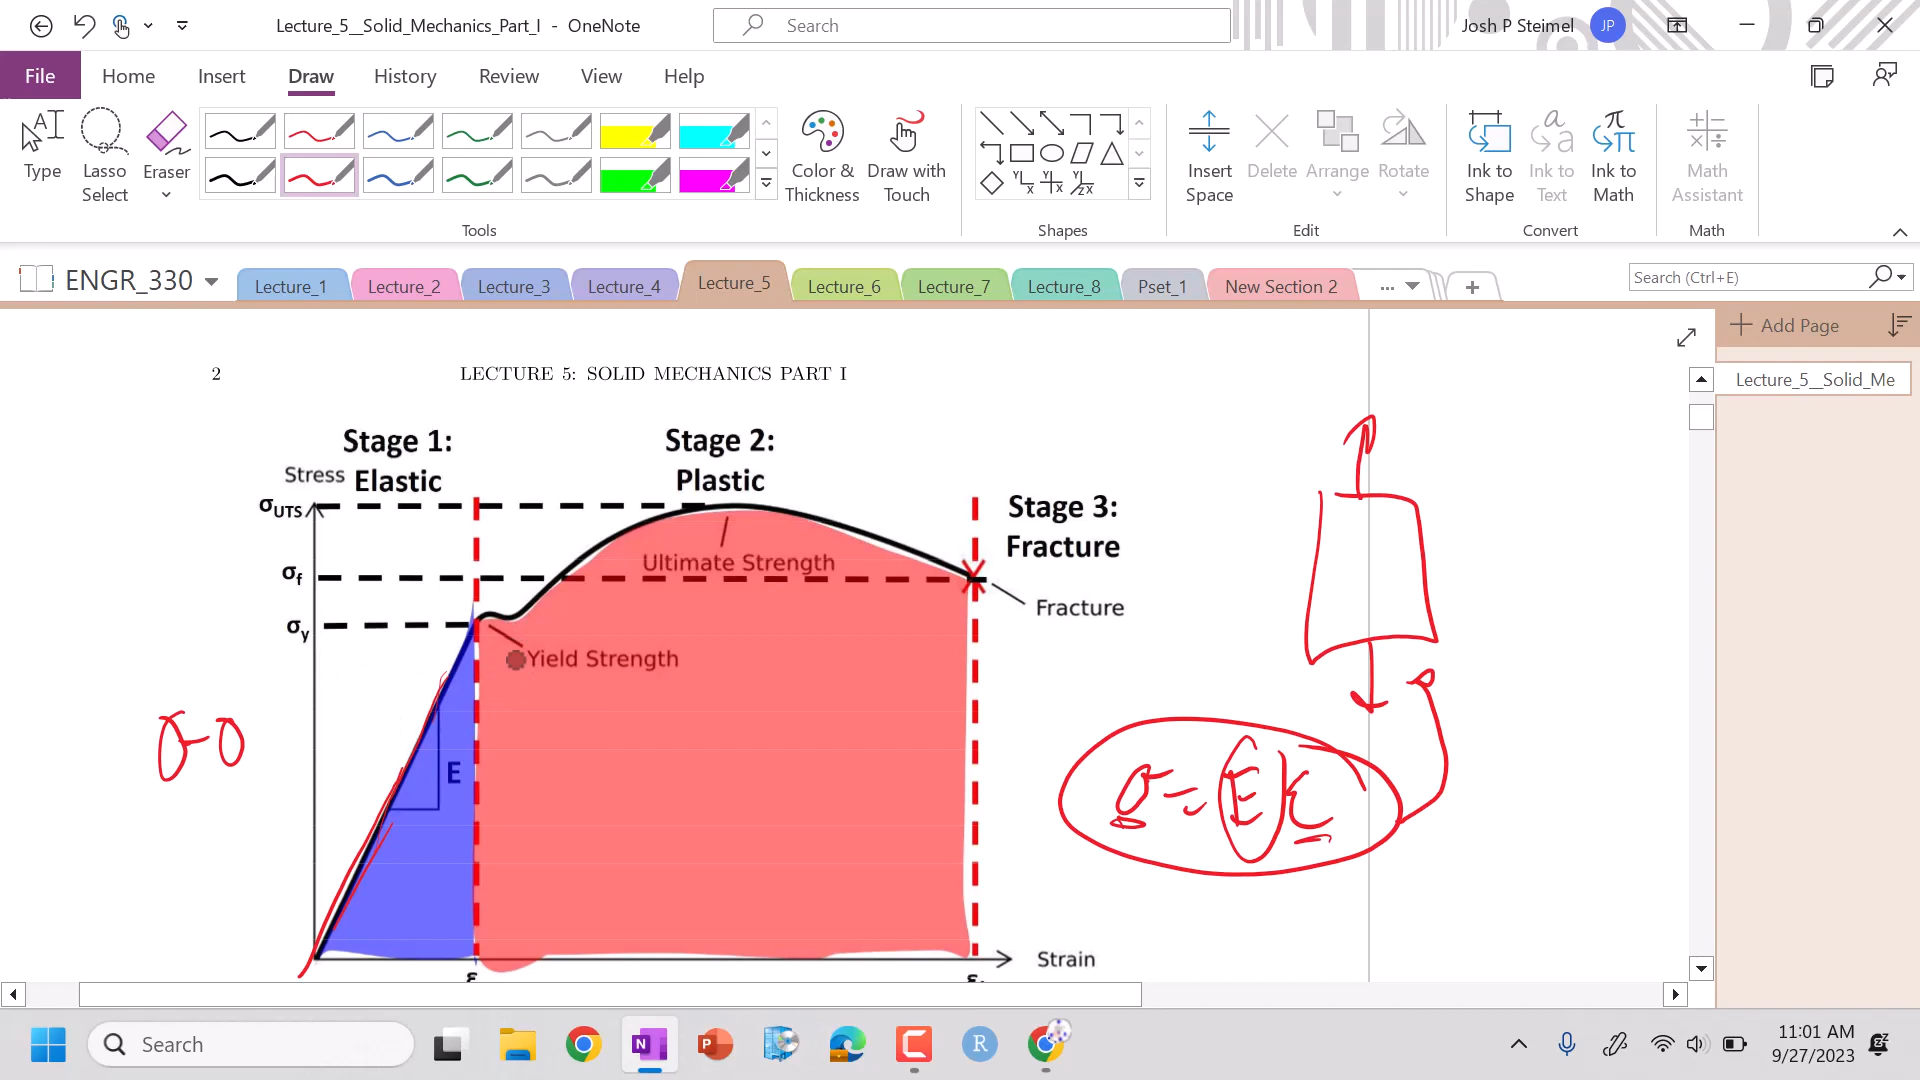 Lecture_5__Solid_Mechanics_Part_I - OneNote
Search
Josh P Steimel
JP
File
Home
Insert
Draw
History
Review
View
Help
Type
Lasso Select
Eraser
Color & Thickness
Draw with Touch
Insert Space
Delete
Arrange
Rotate
Ink to Shape
Ink to Text
Ink to Math
Math Assistant
Tools
Shapes
Edit
Convert
Math
ENGR_330
Lecture_1
Lecture_2
Lecture_3
Lecture_4
Lecture_5
Lecture_6
Lecture_7
Lecture_8
Pset_1
New Section 2
...
Search (Ctrl+E)
Add Page
Lecture_5__Solid_Me
2
LECTURE 5: SOLID MECHANICS PART I
Stage 1:
Elastic
Stage 2:
Plastic
Stage 3:
Fracture
Stress
σUTS
σf
σy
Ultimate Strength
Yield Strength
Fracture
E
σ = E ε
Strain
Search
11:01 AM
9/27/2023